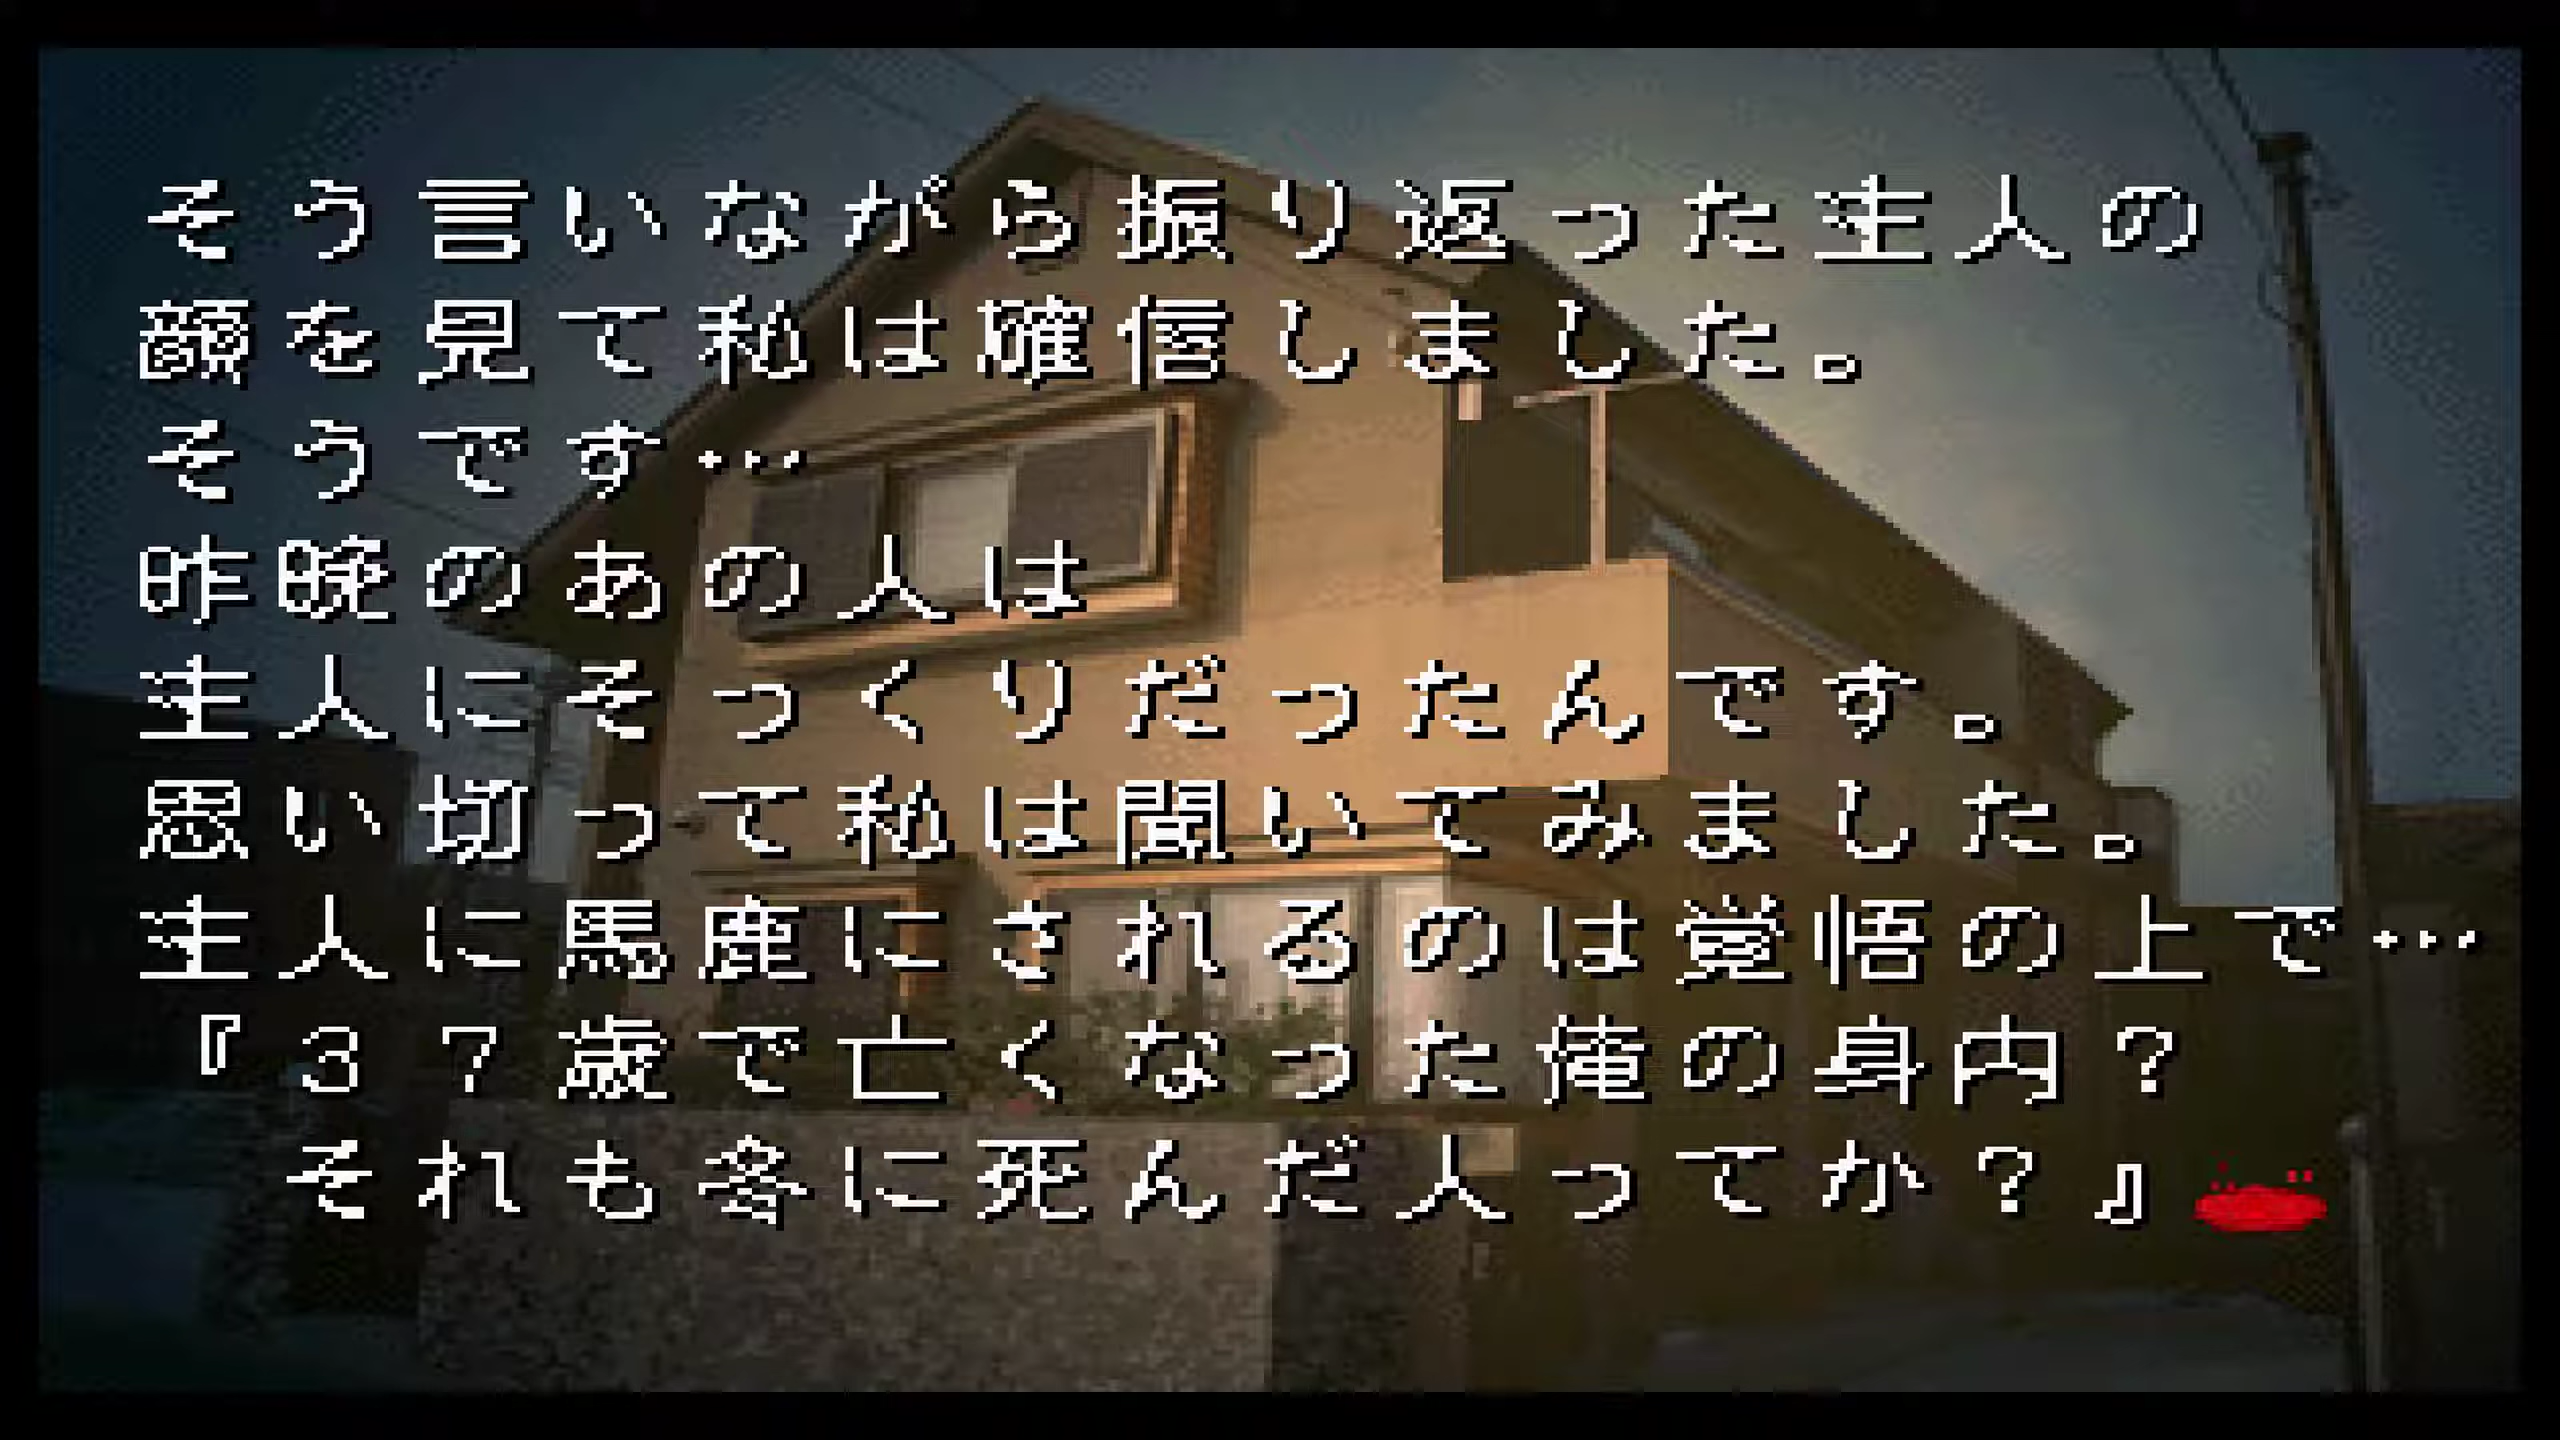 そう言いながら振り返った主人の
顔を見て私は確信しました。
そうです…
昨晩のあの人は
主人にそっくりだったんです。
思い切って私は聞いてみました。
主人に馬鹿にされるのは覚悟の上で…
『３７歳で亡くなった俺の身内？
それも冬に死んだ人ってか？』